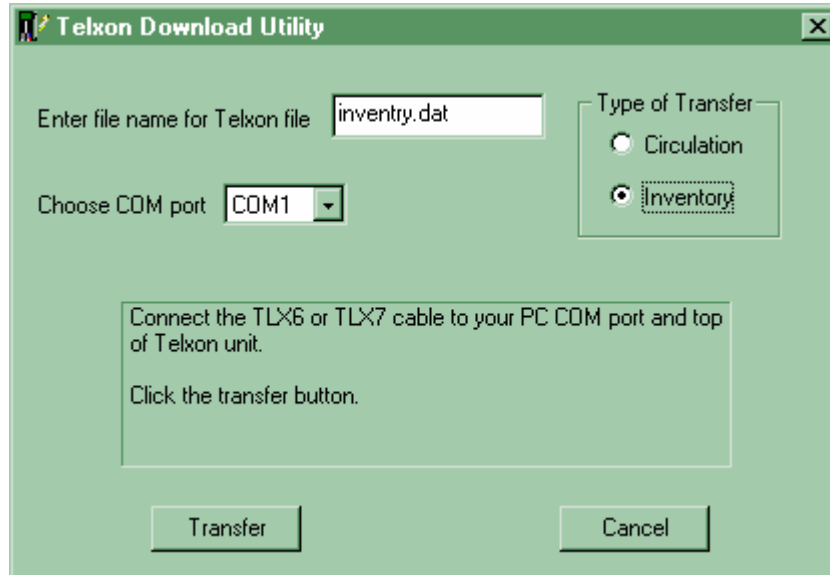 Telxon Download Utility
Enter file name for Telxon file
inventry.dat
Type of Transfer
Circulation
Inventory
Choose COM port
COM1
Connect the TLX6 or TLX7 cable to your PC COM port and top
of Telxon unit.
Click the transfer button.
Transfer
Cancel